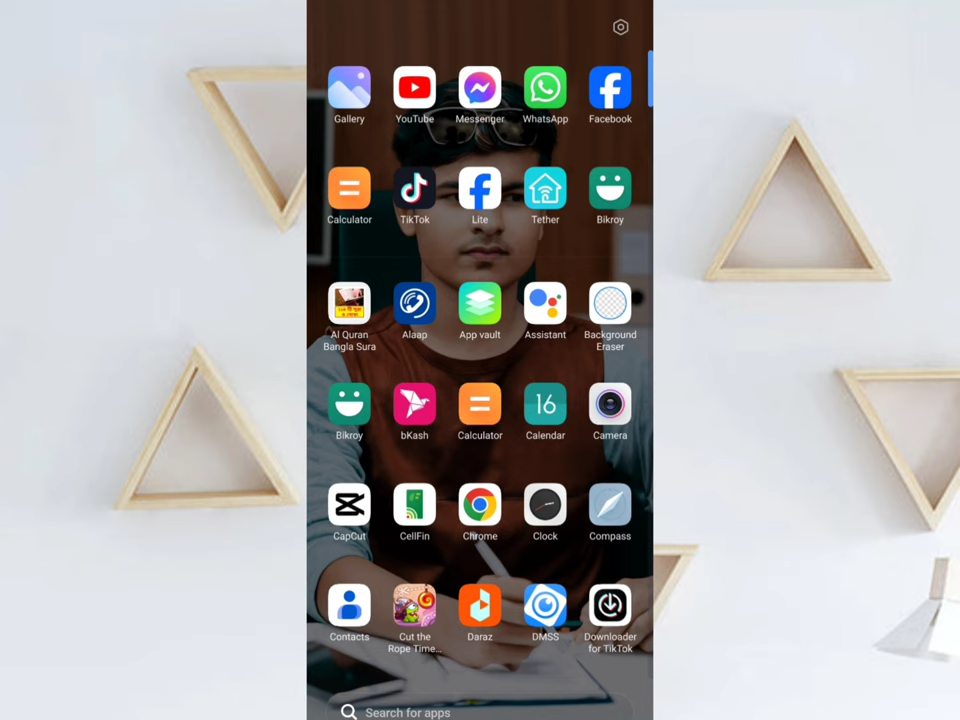 Gallery
YouTube
Messenger
WhatsApp
Facebook
Calculator
TikTok
Lite
Tether
Bikroy
Al Quran
Bangla Sura
Alaap
App vault
Assistant
Background
Eraser
Bikroy
bKash
Calculator
16
Calendar
Camera
CapCut
CellFin
Chrome
Clock
Compass
Contacts
Cut the
Rope Time...
Daraz
DMSS
Downloader
for TikTok
Search for apps